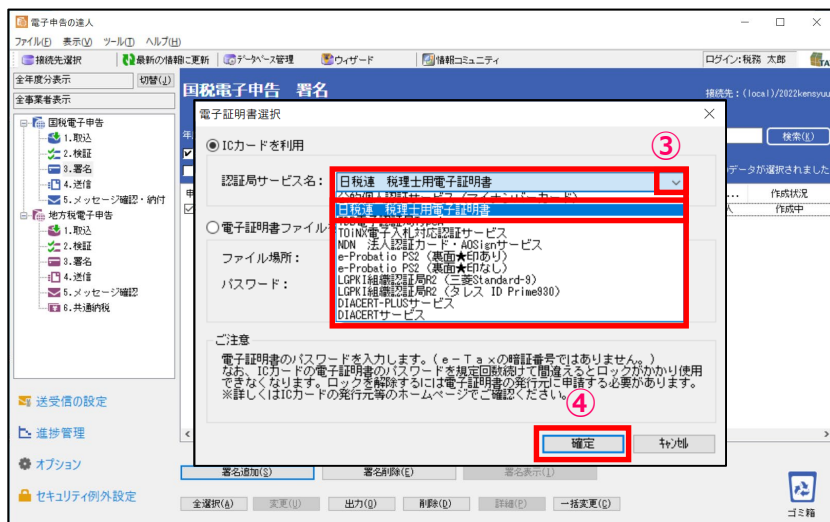 電子申告の達人
ファイル(F) 表示(V) ツール(T) ヘルプ(H)
接続先選択 最新の情報に更新 データベース管理 ウィザード 情報コミュニティ ログイン:税務 太郎
全年度分表示 切替(J)
全事業者表示
国税電子申告 署名
接続先：(local)/2022kensyuu
国税電子申告
1.取込
2.検証
3.署名
4.送信
5.メッセージ確認・納付
地方税電子申告
1.取込
2.検証
3.署名
4.送信
5.メッセージ確認
6.共通納税
検索(K)
データが選択されました
作成状況
作成中
電子証明書選択
ICカードを利用
③
認証局サービス名： 日税連 税理士用電子証明書
日税連 税理士用電子証明書
TOiNX電子入札対応認証サービス
NDN 法人認証カード・AOSignサービス
e-Probatio PS2（裏面★印あり）
e-Probatio PS2（裏面★印なし）
LGPKI組織認証局R2（三菱Standard-9）
LGPKI組織認証局R2（タレス ID Prime930）
DIACERT-PLUSサービス
DIACERTサービス
電子証明書ファイル
ファイル場所：
パスワード：
ご注意
電子証明書のパスワードを入力します。（ｅ－Ｔａｘの暗証番号ではありません。）
なお、ICカードの電子証明書のパスワードを規定回数続けて間違えるとロックがかかり使用
できなくなります。ロックを解除するには電子証明書の発行元に申請する必要があります。
※詳しくはICカードの発行元等のホームページでご確認ください。
④
確定 キャンセル
送受信の設定
進捗管理
オプション
セキュリティ例外設定
署名追加(S) 署名削除(E) 署名表示(I)
全選択(A) 変更(U) 出力(O) 削除(D) 詳細(P) 一括変更(C)
ゴミ箱